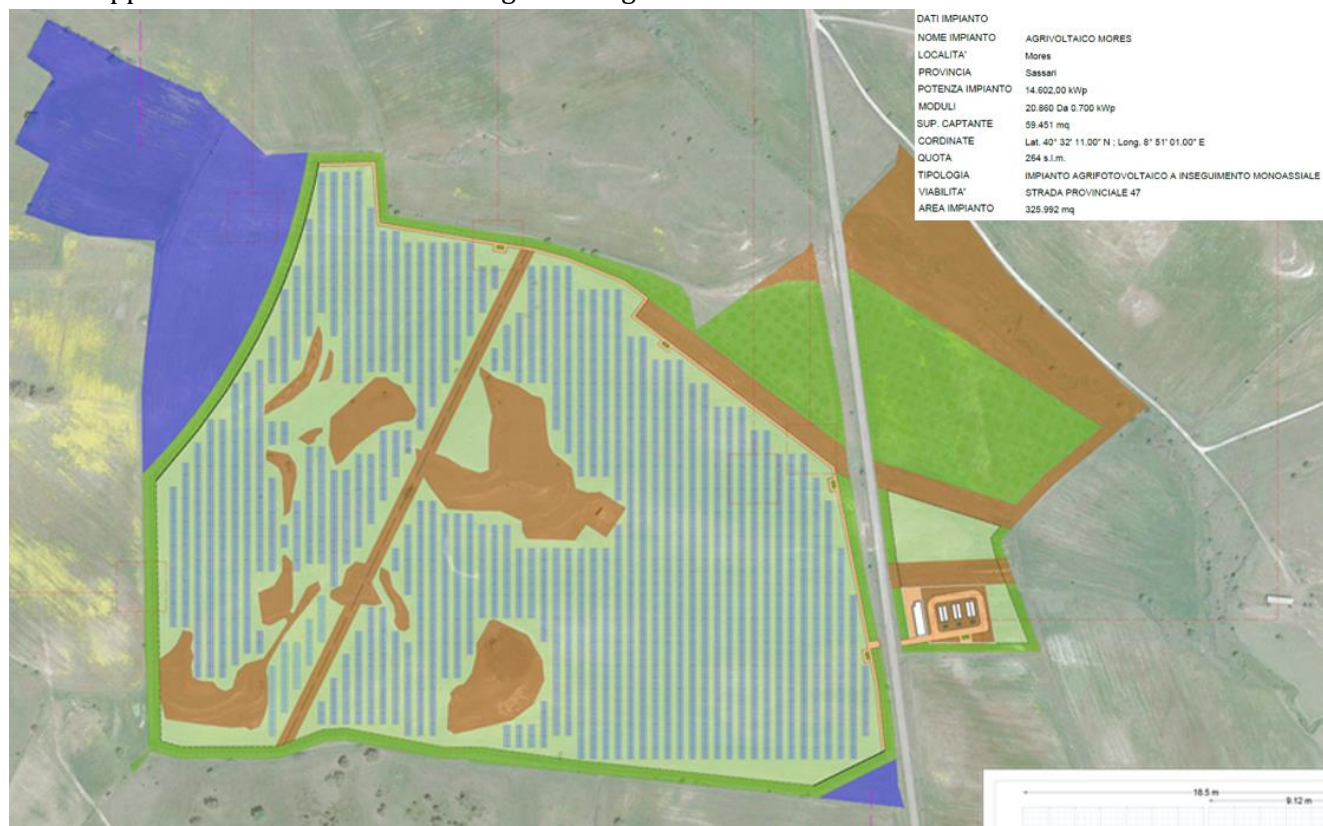 DATI IMPIANTO
NOME IMPIANTO AGRIVOLTAICO MORES
LOCALITA' Mores
PROVINCIA Sassari
POTENZA IMPIANTO 14.602,00 kWp
MODULI 20.860 Da 0.700 kWp
SUP. CAPTANTE 59.451 mq
CORDINATE Lat. 40° 32' 11.00" N ; Long. 8° 51' 01.00" E
QUOTA 264 s.l.m.
TIPOLOGIA IMPIANTO AGRIFOTOVOLTAICO A INSEGUIMENTO MONOASSIALE
VIABILITA' STRADA PROVINCIALE 47
AREA IMPIANTO 325.992 mq
18.5 m
9.12 m